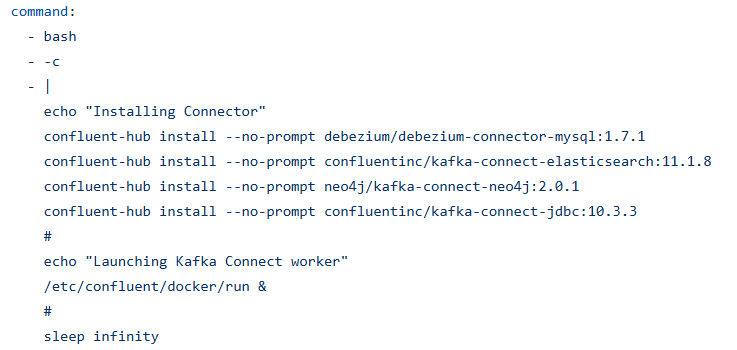 command:
- bash
- -c
- |
echo "Installing Connector"
confluent-hub install --no-prompt debezium/debezium-connector-mysql:1.7.1
confluent-hub install --no-prompt confluentinc/kafka-connect-elasticsearch:11.1.8
confluent-hub install --no-prompt neo4j/kafka-connect-neo4j:2.0.1
confluent-hub install --no-prompt confluentinc/kafka-connect-jdbc:10.3.3
#
echo "Launching Kafka Connect worker"
/etc/confluent/docker/run &
#
sleep infinity